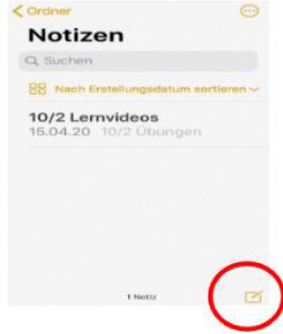 Ordner
Notizen
Suchen
Nach Erstellungsdatum sortieren
10/2 Lernvideos
15.04.20 10/2 Übungen
1 Notiz